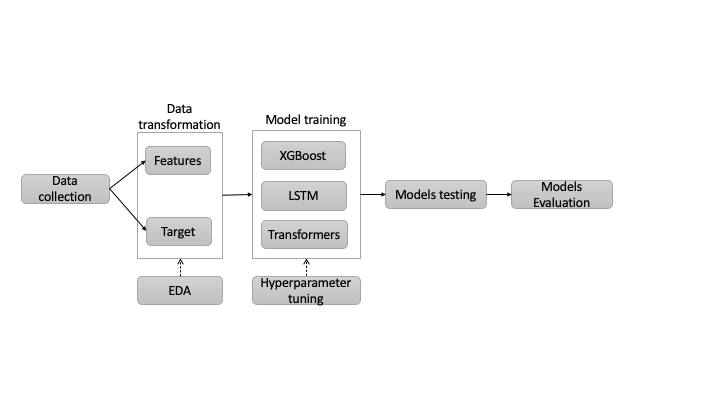 Data
transformation
Model training
Features
XGBoost
Data
collection
LSTM
Models testing
Models
Evaluation
Target
Transformers
EDA
Hyperparameter
tuning